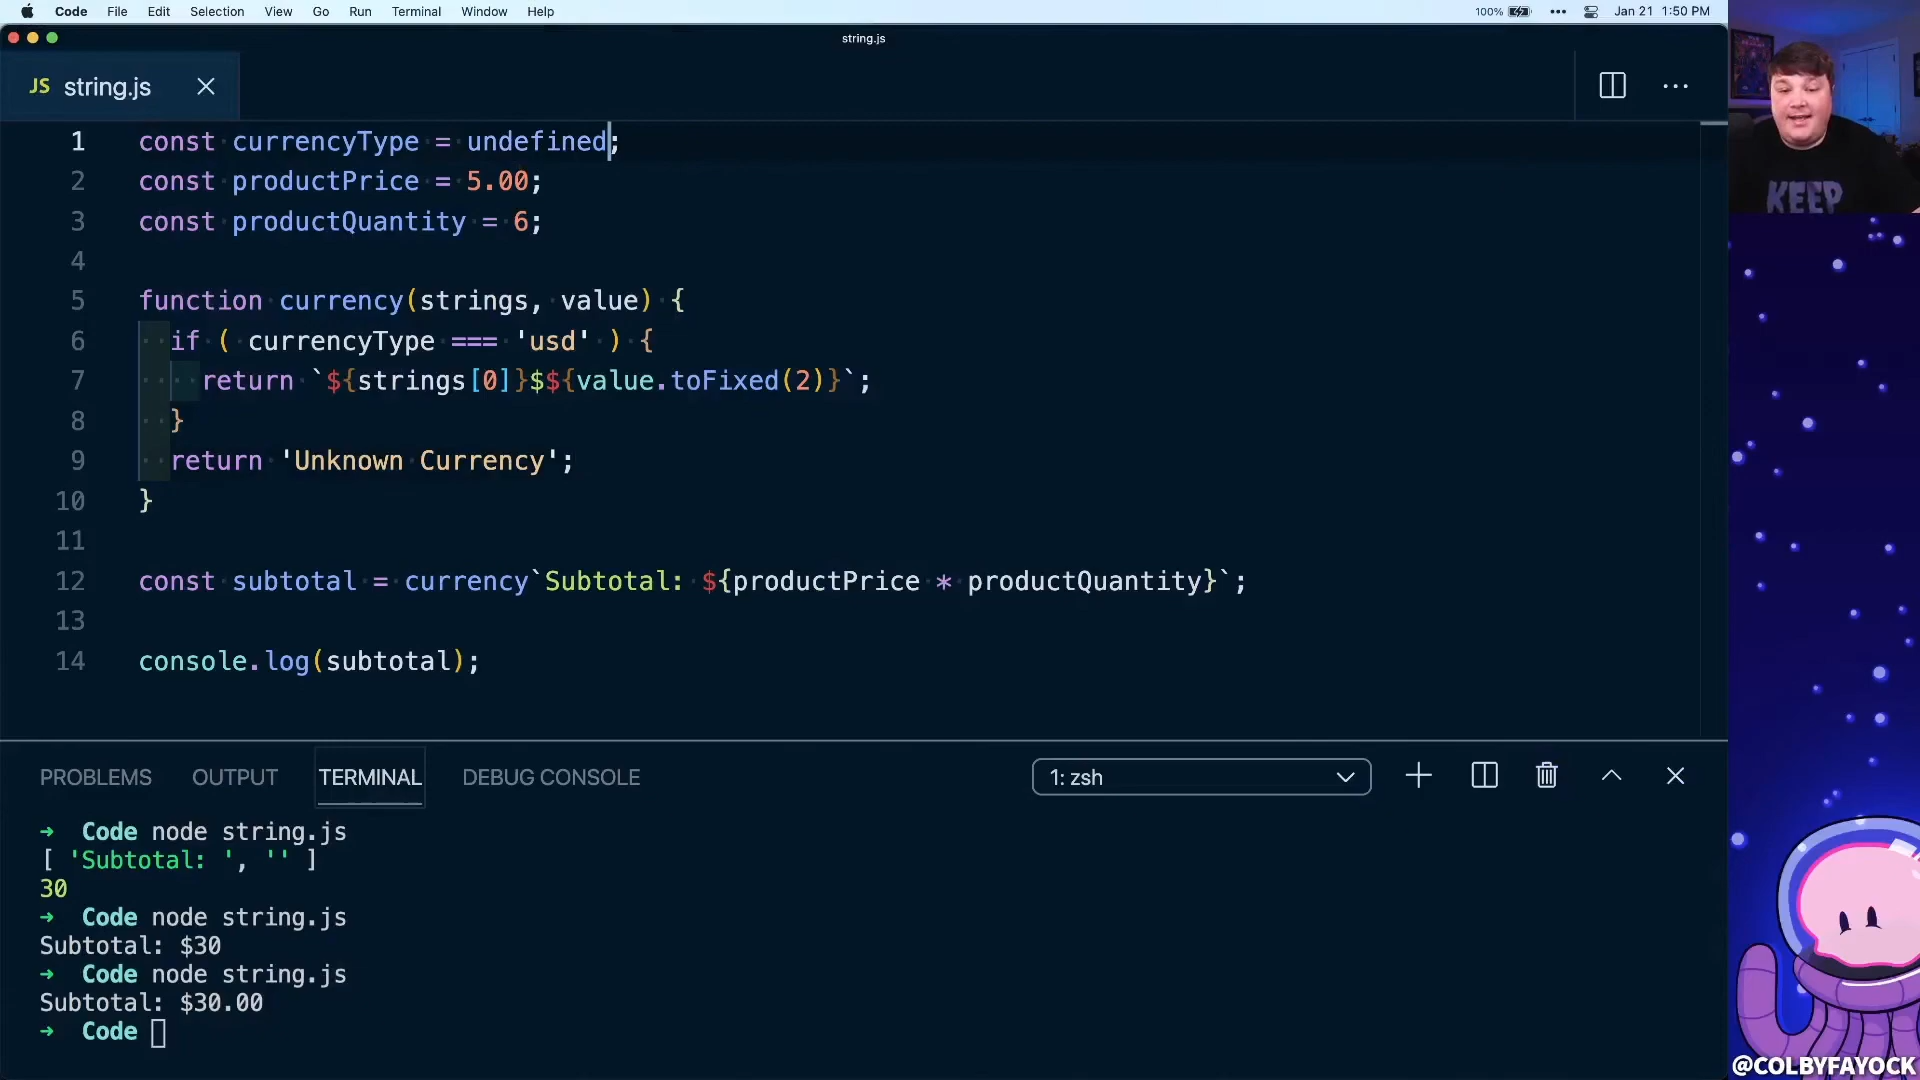 Code File Edit Selection View Go Run Terminal Window Help 100% ••• Jan 21 1:50 PM
string.js
JS string.js
1 const currencyType = undefined;
2 const productPrice = 5.00;
3 const productQuantity = 6;
4
5 function currency(strings, value) {
6 if ( currencyType === 'usd' ) {
7 return `${strings[0]}$${value.toFixed(2)}`;
8 }
9 return 'Unknown Currency';
10 }
11
12 const subtotal = currency`Subtotal: ${productPrice * productQuantity}`;
13
14 console.log(subtotal);
KEEP
PROBLEMS OUTPUT TERMINAL DEBUG CONSOLE 1: zsh
➜ Code node string.js
[ 'Subtotal: ', '' ]
30
➜ Code node string.js
Subtotal: $30
➜ Code node string.js
Subtotal: $30.00
➜ Code
@COLBYFAYOCK